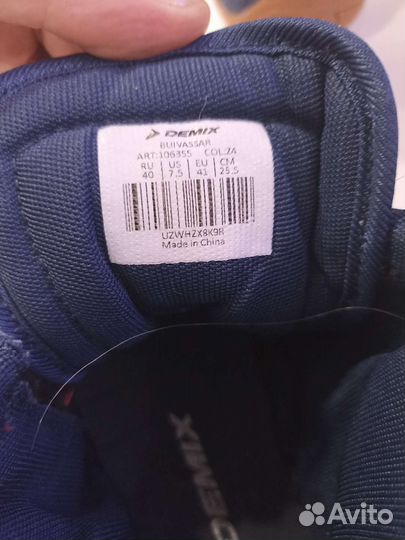 DEMIX
BUIVASSAR
ART:106355 COL:Z4
RU US EU CM
40 7.5 41 25.5
UZWHZX8K9R
Made in China
DEMIX
Avito